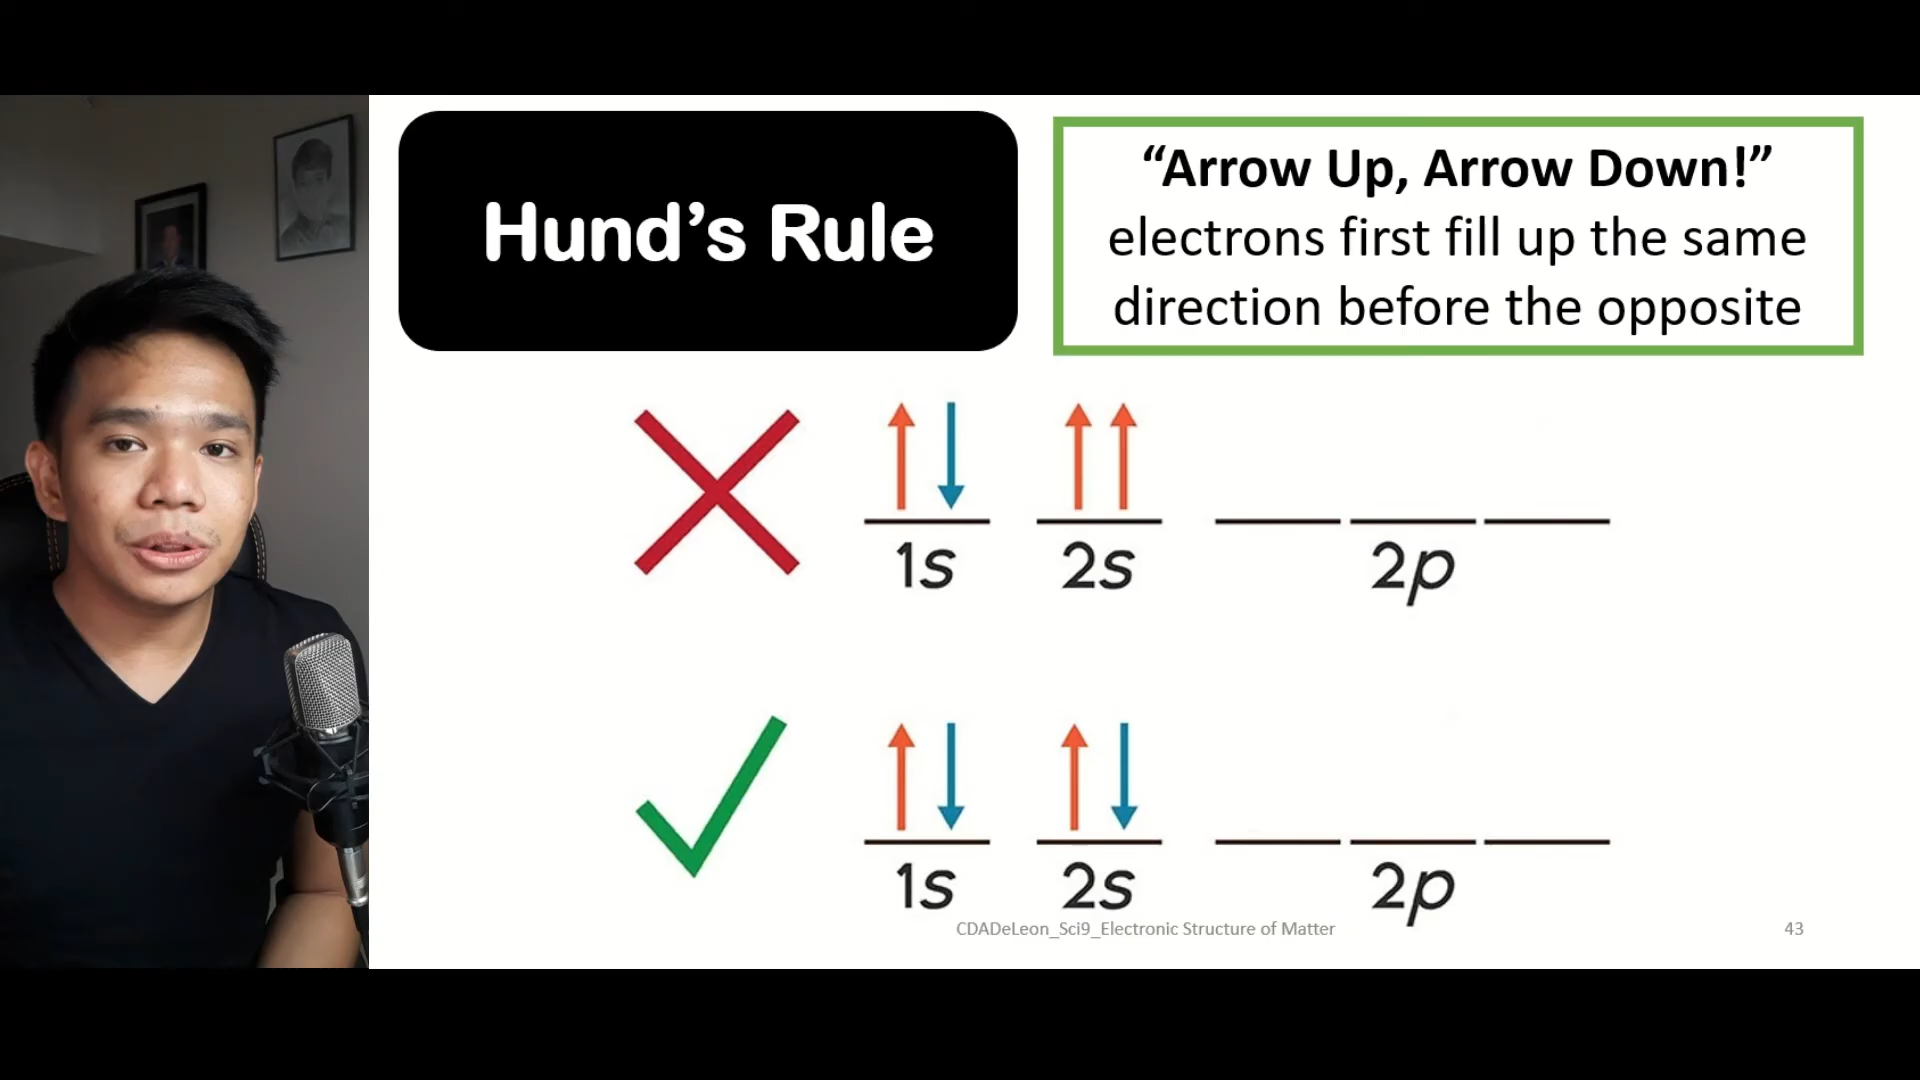 Hund’s Rule
“Arrow Up, Arrow Down!”
electrons first fill up the same
direction before the opposite
1s 2s 2p
1s 2s 2p
CDADeLeon_Sci9_Electronic Structure of Matter 43